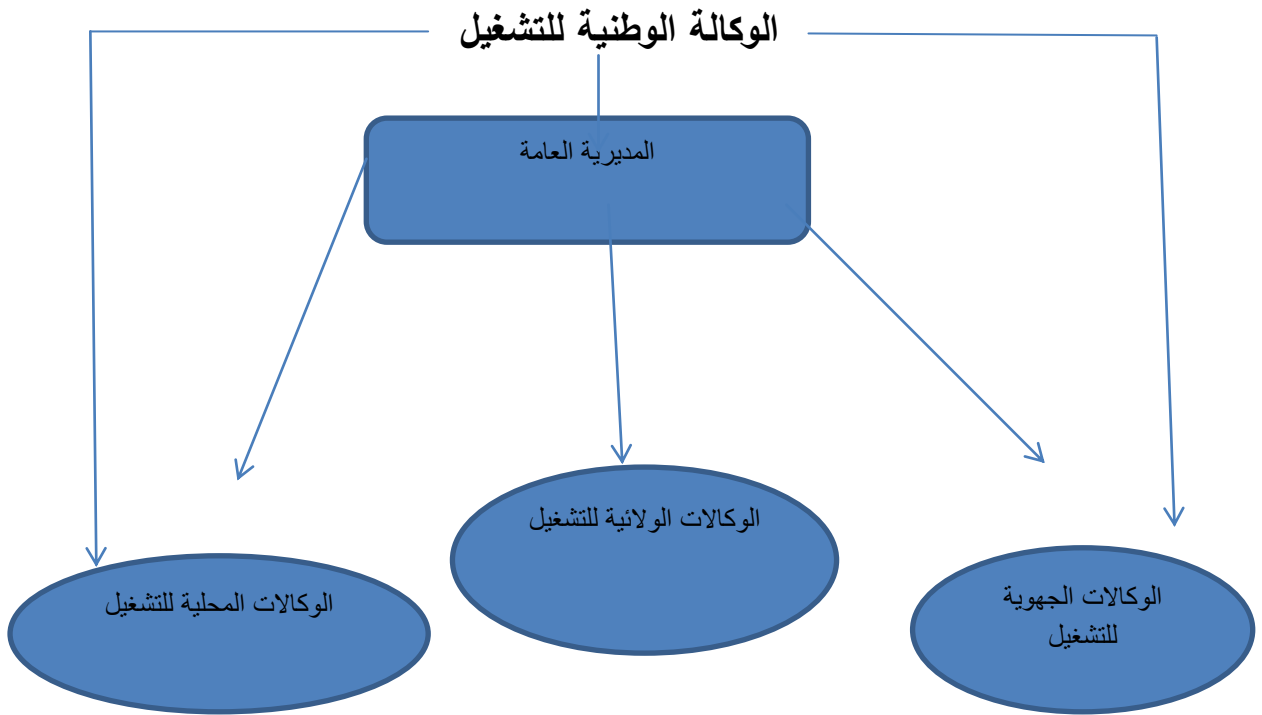 الوكالة الوطنية للتشغيل
المديرية العامة
الوكالات الولائية للتشغيل
الوكالات الجهوية
للتشغيل
الوكالات المحلية للتشغيل